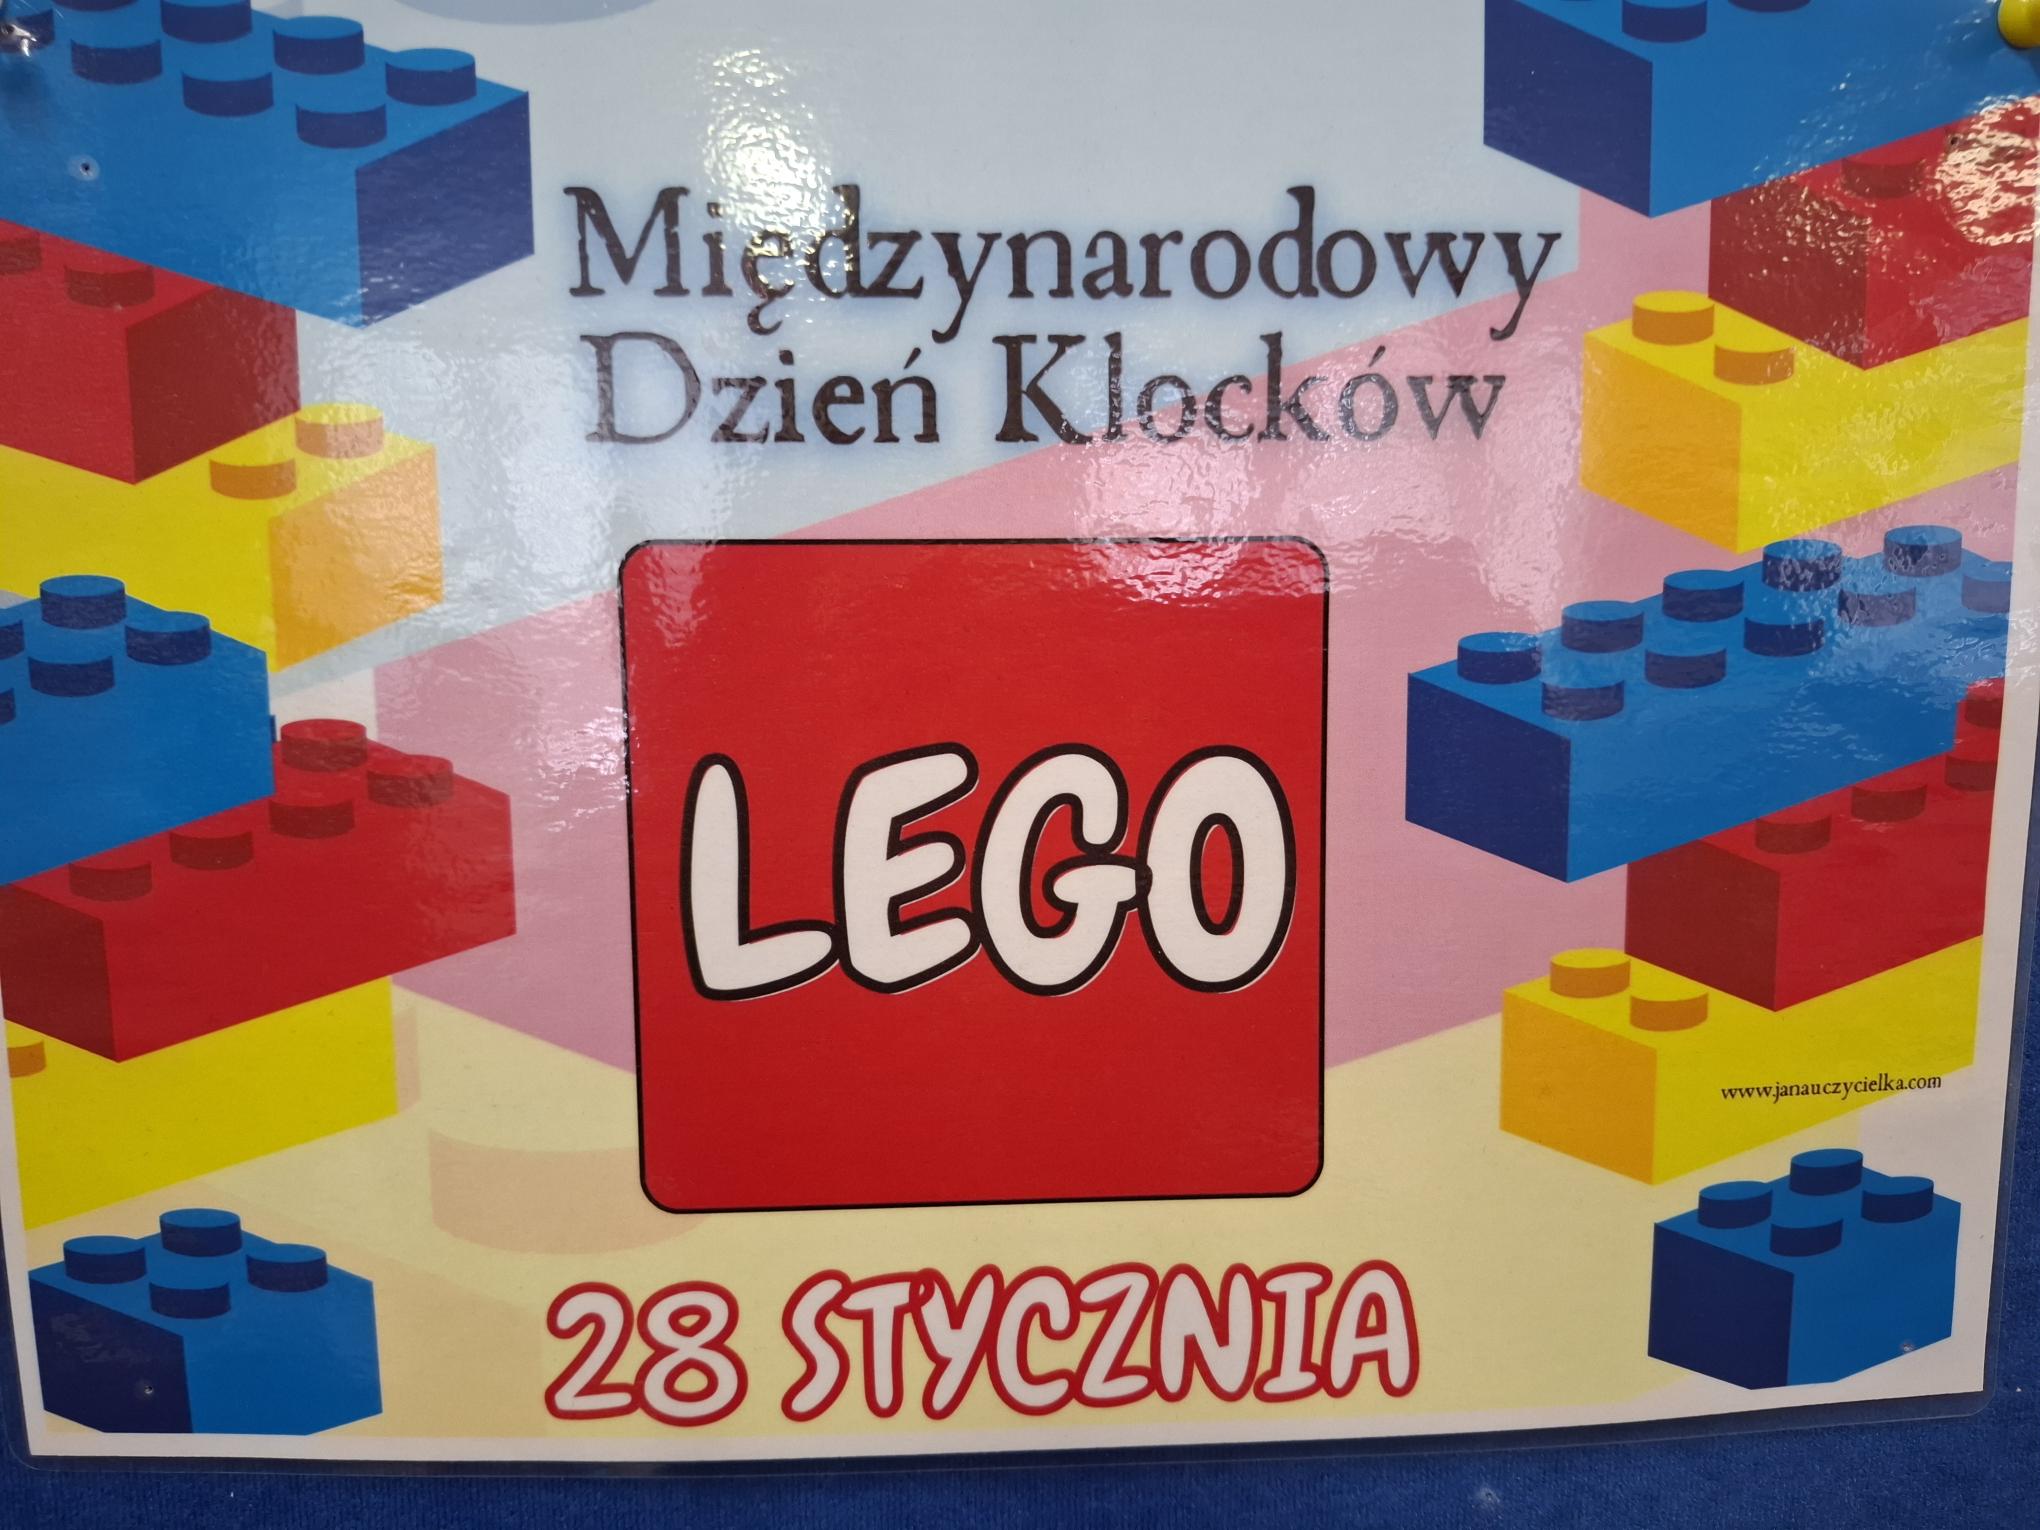 Międzynarodowy
Dzień Klocków
LEGO
www.janauczycielka.com
28 STYCZNIA